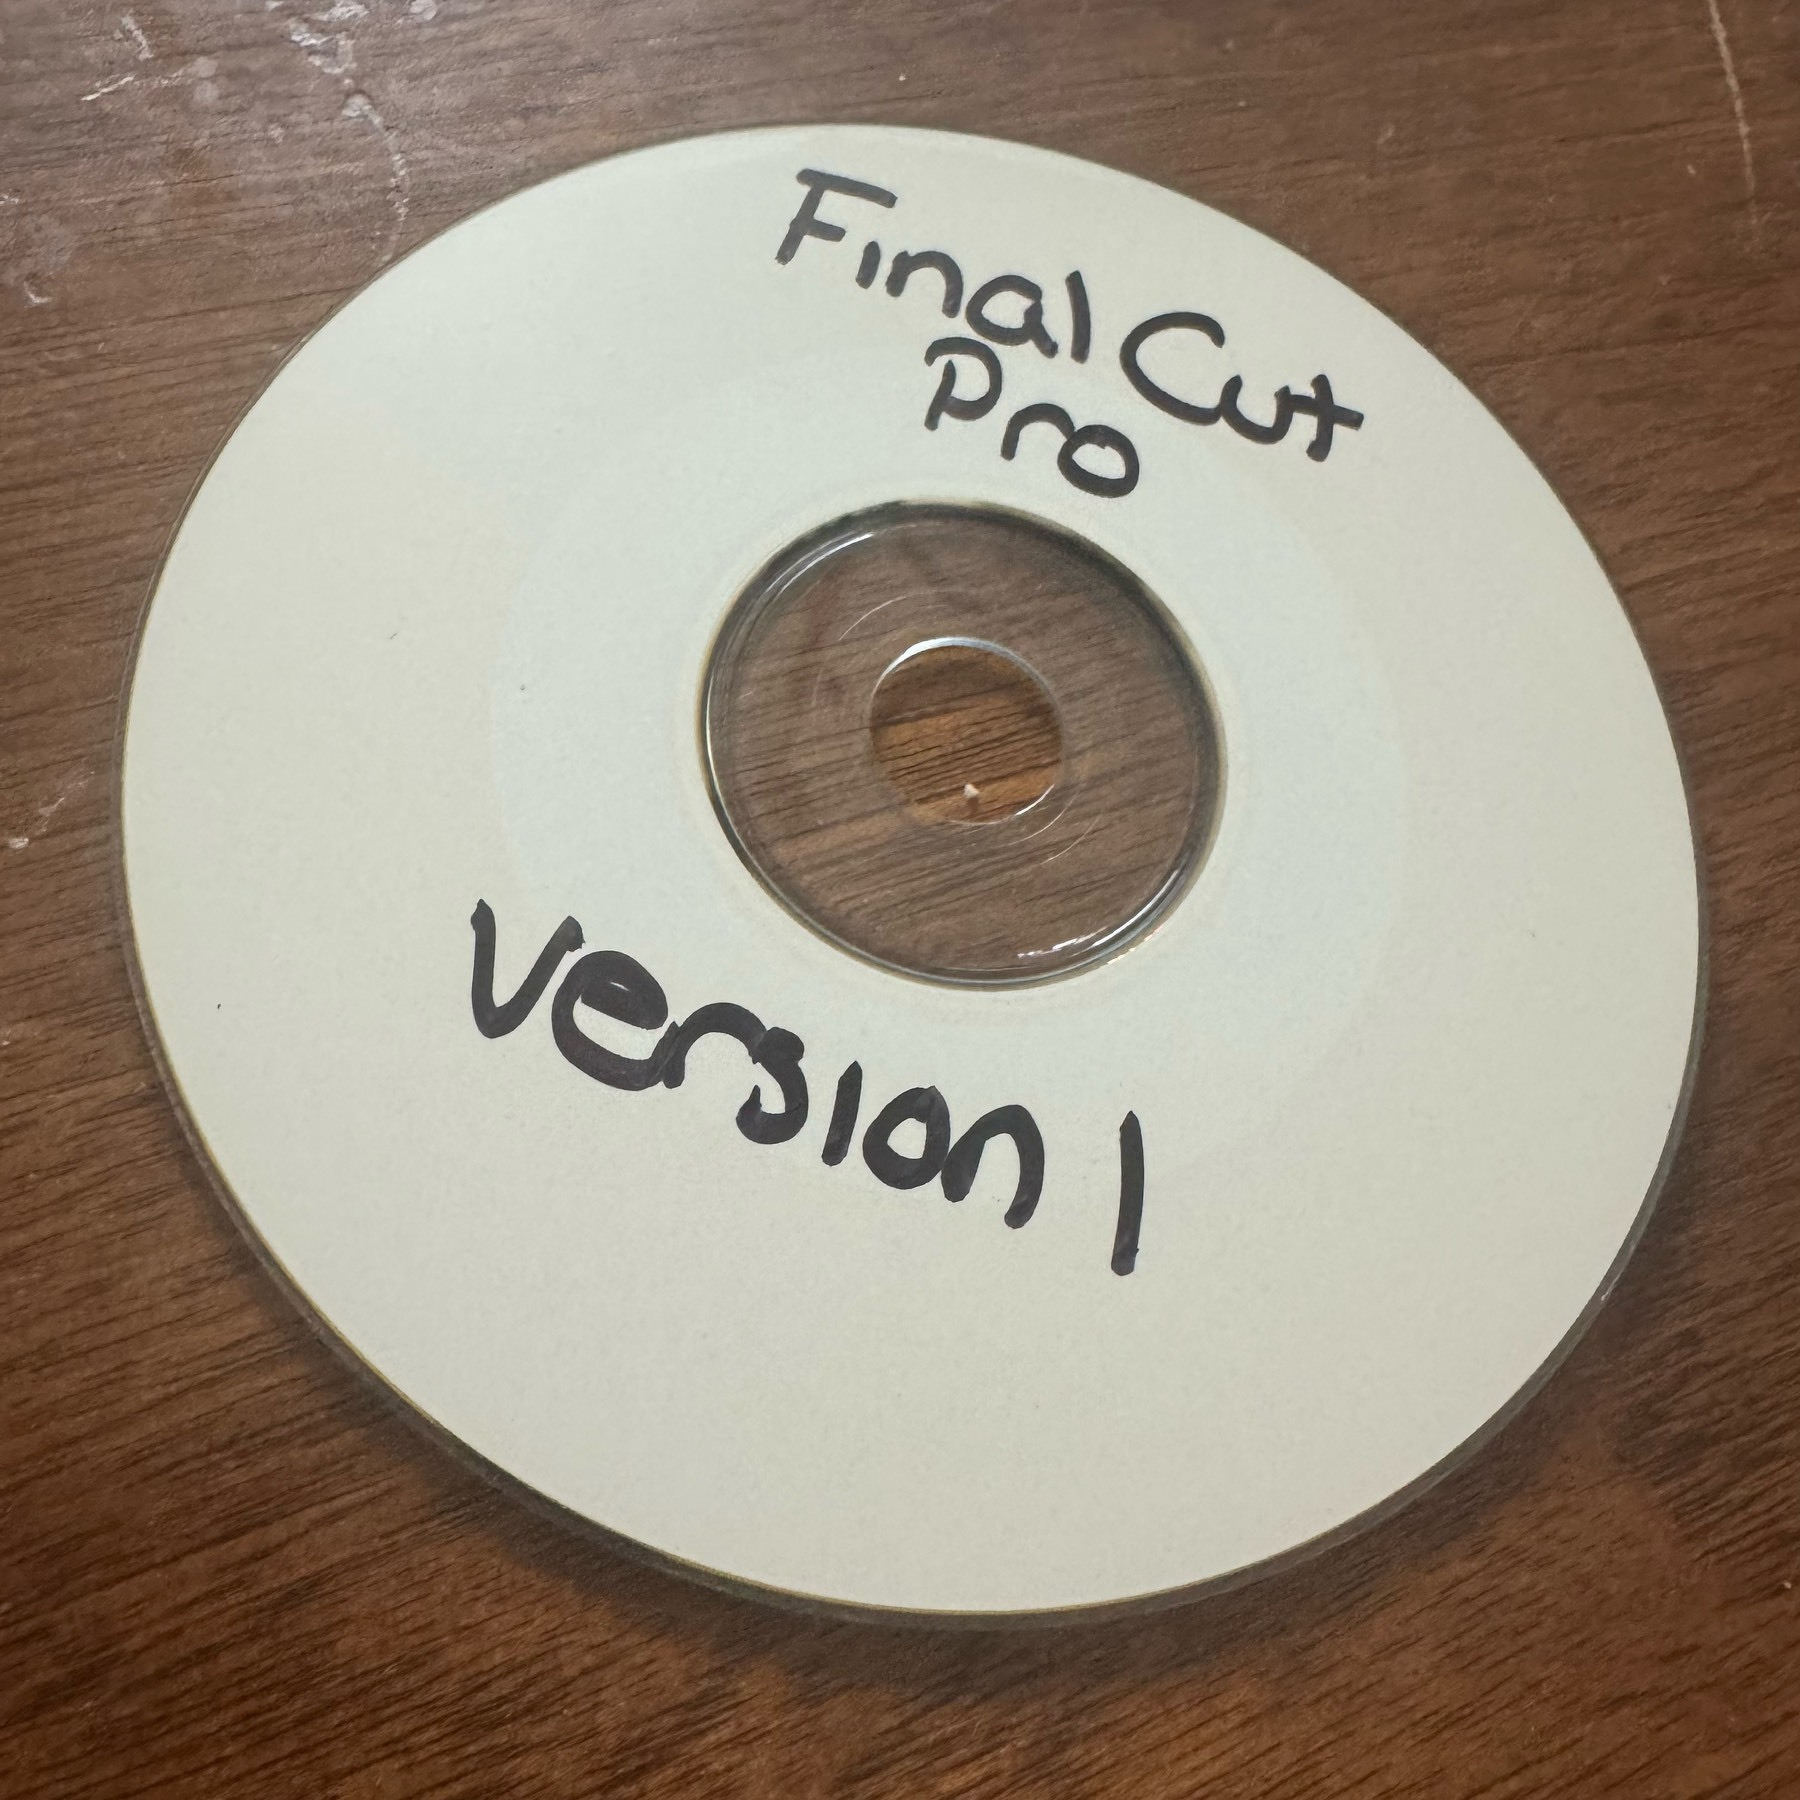 Final Cut
Pro
Version 1